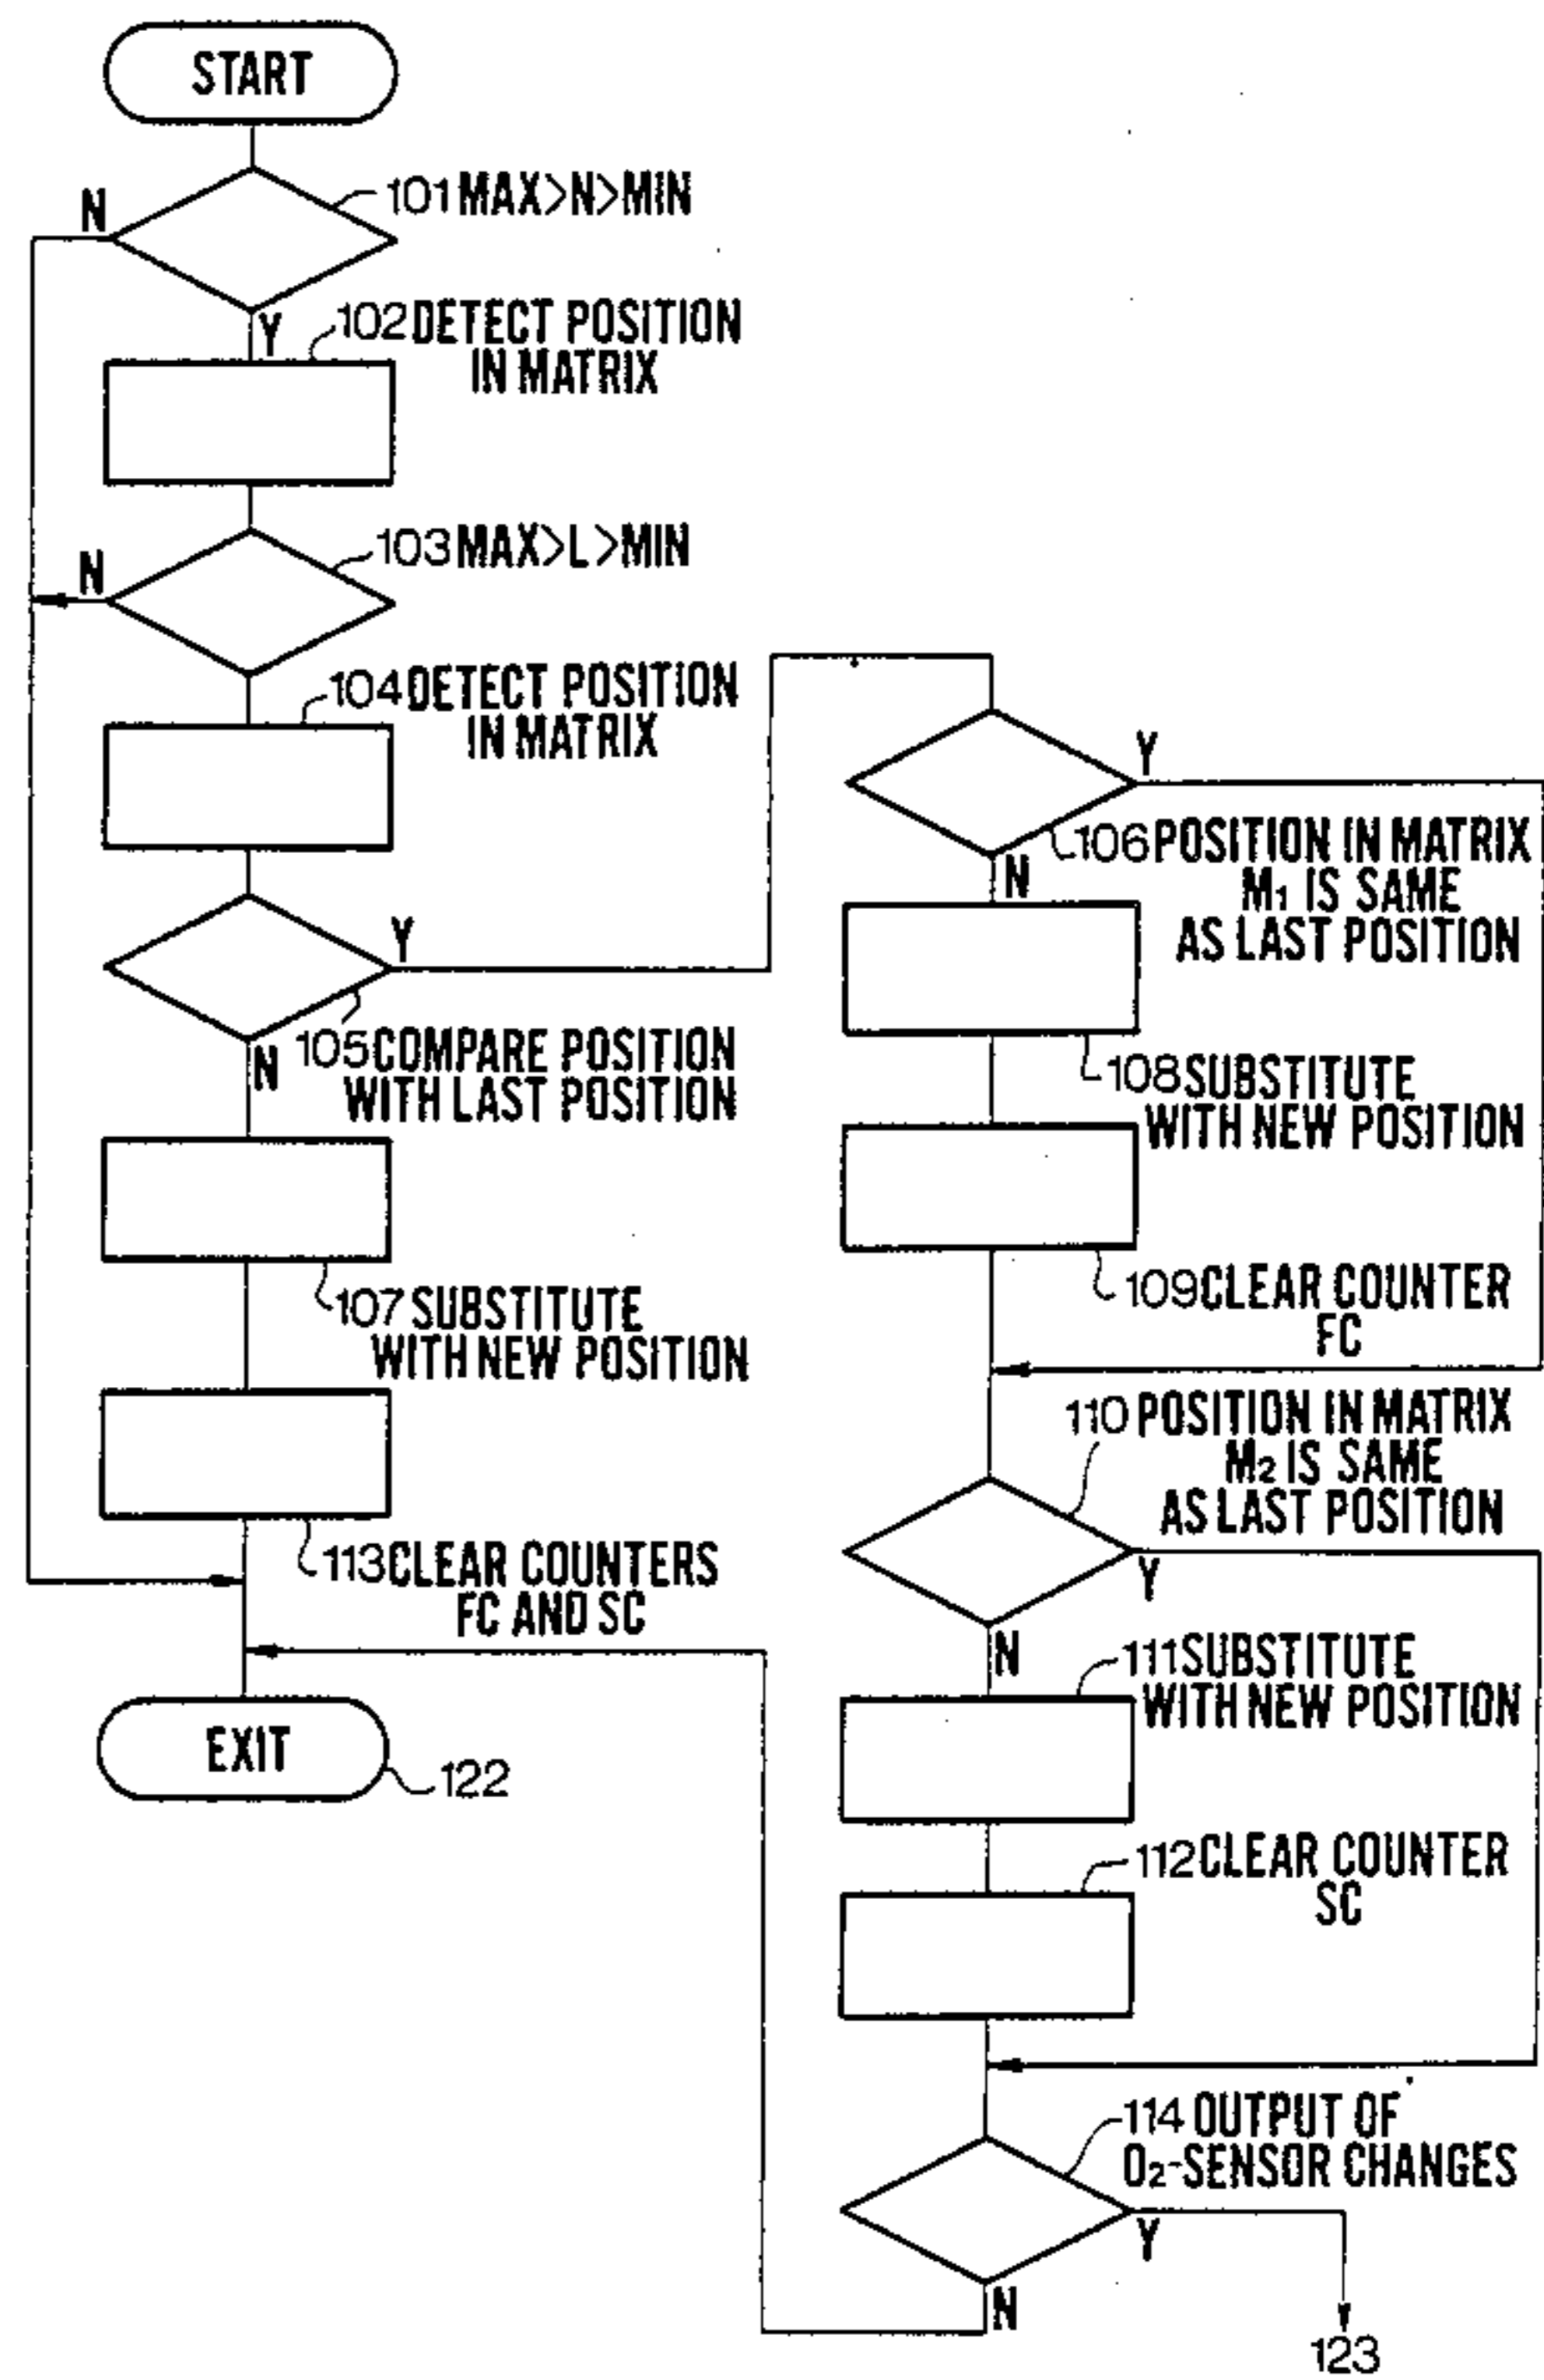 START
N
101 MAX>N>MIN
Y
102 DETECT POSITION
IN MATRIX
N
103 MAX>L>MIN
104 DETECT POSITION
IN MATRIX
Y
105 COMPARE POSITION
WITH LAST POSITION
N
107 SUBSTITUTE
WITH NEW POSITION
113 CLEAR COUNTERS
FC AND SC
EXIT
122
Y
106 POSITION IN MATRIX
M1 IS SAME
AS LAST POSITION
N
108 SUBSTITUTE
WITH NEW POSITION
109 CLEAR COUNTER
FC
110 POSITION IN MATRIX
M2 IS SAME
AS LAST POSITION
Y
N
111 SUBSTITUTE
WITH NEW POSITION
112 CLEAR COUNTER
SC
114 OUTPUT OF
O2-SENSOR CHANGES
Y
N
123